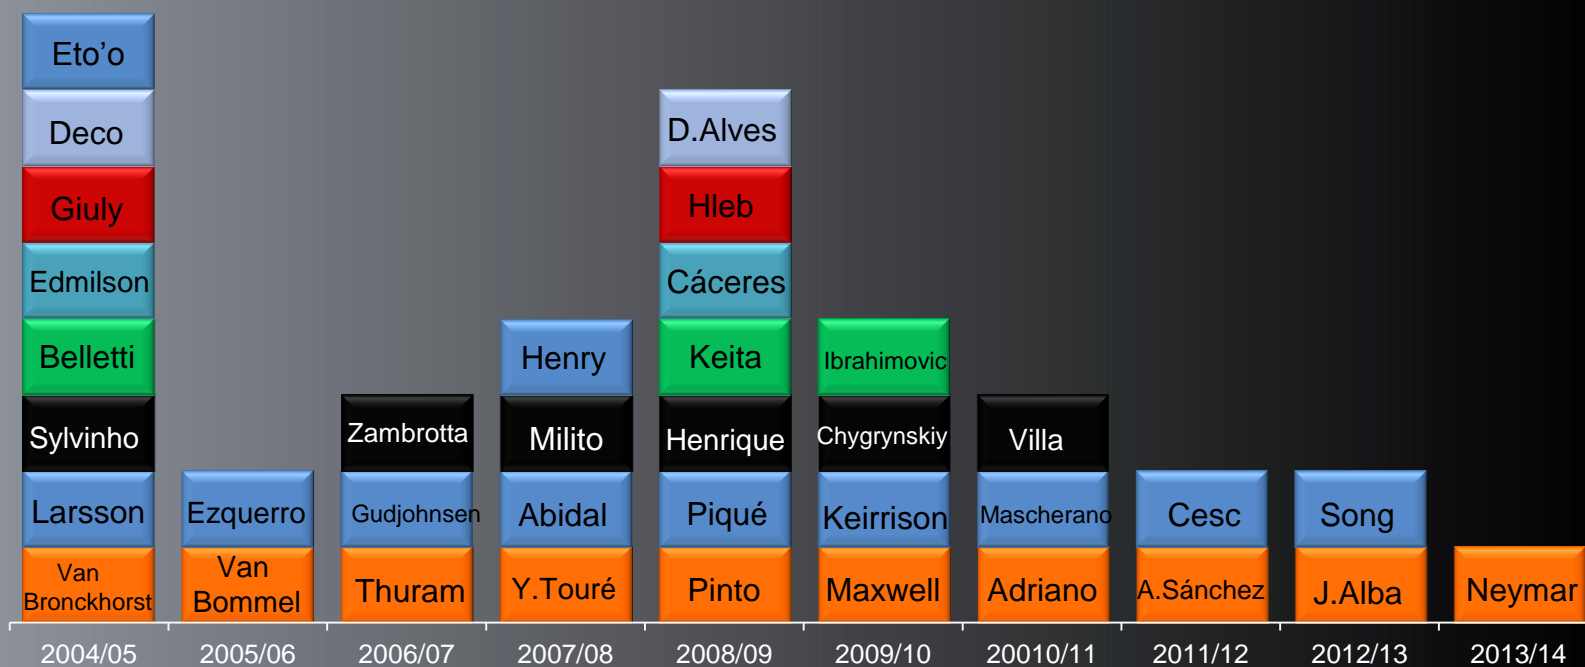 Eto’o
Deco
Giuly
Edmilson
Belletti
Sylvinho
Larsson
Van
Bronckhorst
Ezquerro
Van
Bommel
Zambrotta
Gudjohnsen
Thuram
Henry
Milito
Abidal
Y.Touré
D.Alves
Hleb
Cáceres
Keita
Henrique
Piqué
Pinto
Ibrahimovic
Chygrynskiy
Keirrison
Maxwell
Villa
Mascherano
Adriano
Cesc
A.Sánchez
Song
J.Alba
Neymar
2004/05 2005/06 2006/07 2007/08 2008/09 2009/10 20010/11 2011/12 2012/13 2013/14